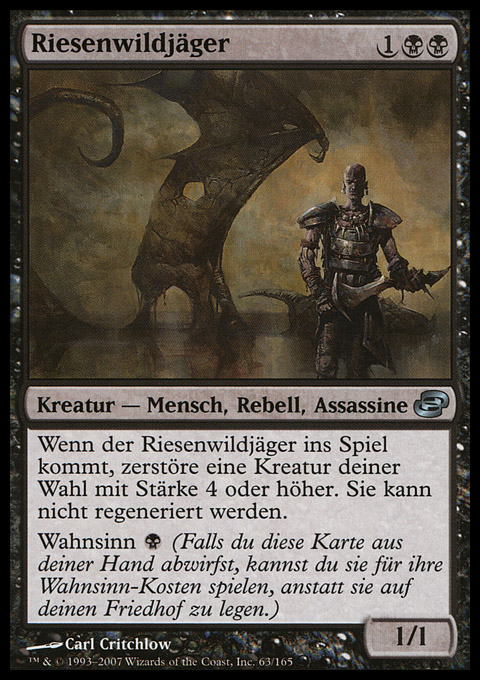 Riesenwildjäger 1
Kreatur — Mensch, Rebell, Assassine
Wenn der Riesenwildjäger ins Spiel
kommt, zerstöre eine Kreatur deiner
Wahl mit Stärke 4 oder höher. Sie kann
nicht regeneriert werden.
Wahnsinn (Falls du diese Karte aus
deiner Hand abwirfst, kannst du sie für ihre
Wahnsinn-Kosten spielen, anstatt sie auf
deinen Friedhof zu legen.)
1/1
Carl Critchlow
™ & © 1993–2007 Wizards of the Coast, Inc. 63/165